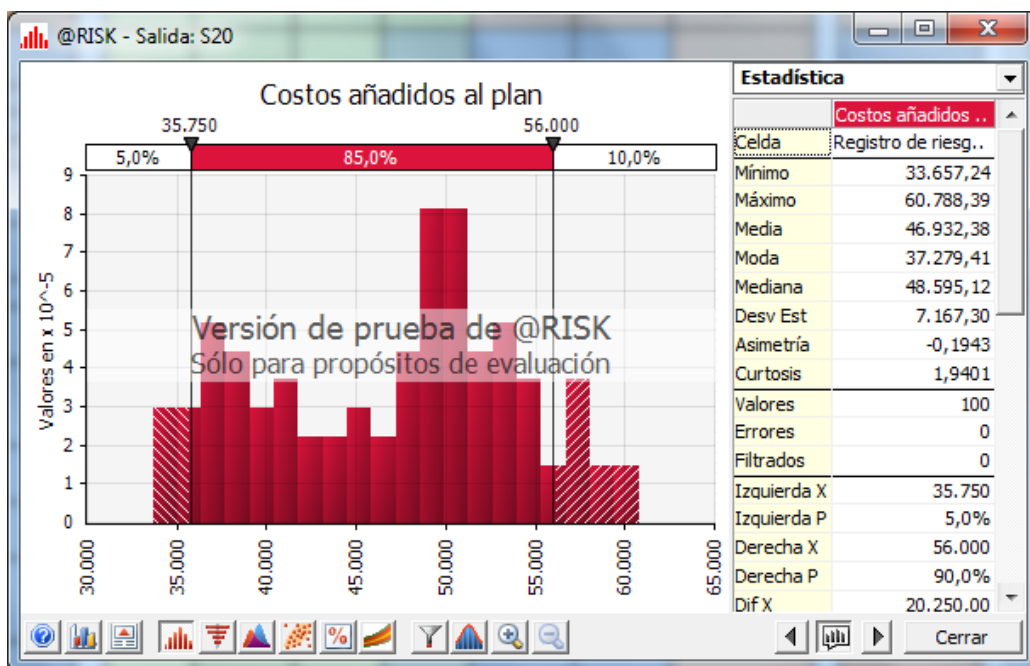 @RISK - Salida: S20
Costos añadidos al plan
35.750 56.000
5,0% 85,0% 10,0%
Valores en x 10^-5
9
8
7
6
5
4
3
2
1
0
30.000 35.000 40.000 45.000 50.000 55.000 60.000 65.000
Versión de prueba de @RISK
Sólo para propósitos de evaluación
Estadística
Costos añadidos ..
Celda Registro de riesg..
Mínimo 33.657,24
Máximo 60.788,39
Media 46.932,38
Moda 37.279,41
Mediana 48.595,12
Desv Est 7.167,30
Asimetría -0,1943
Curtosis 1,9401
Valores 100
Errores 0
Filtrados 0
Izquierda X 35.750
Izquierda P 5,0%
Derecha X 56.000
Derecha P 90,0%
Dif X 20.250,00
Cerrar